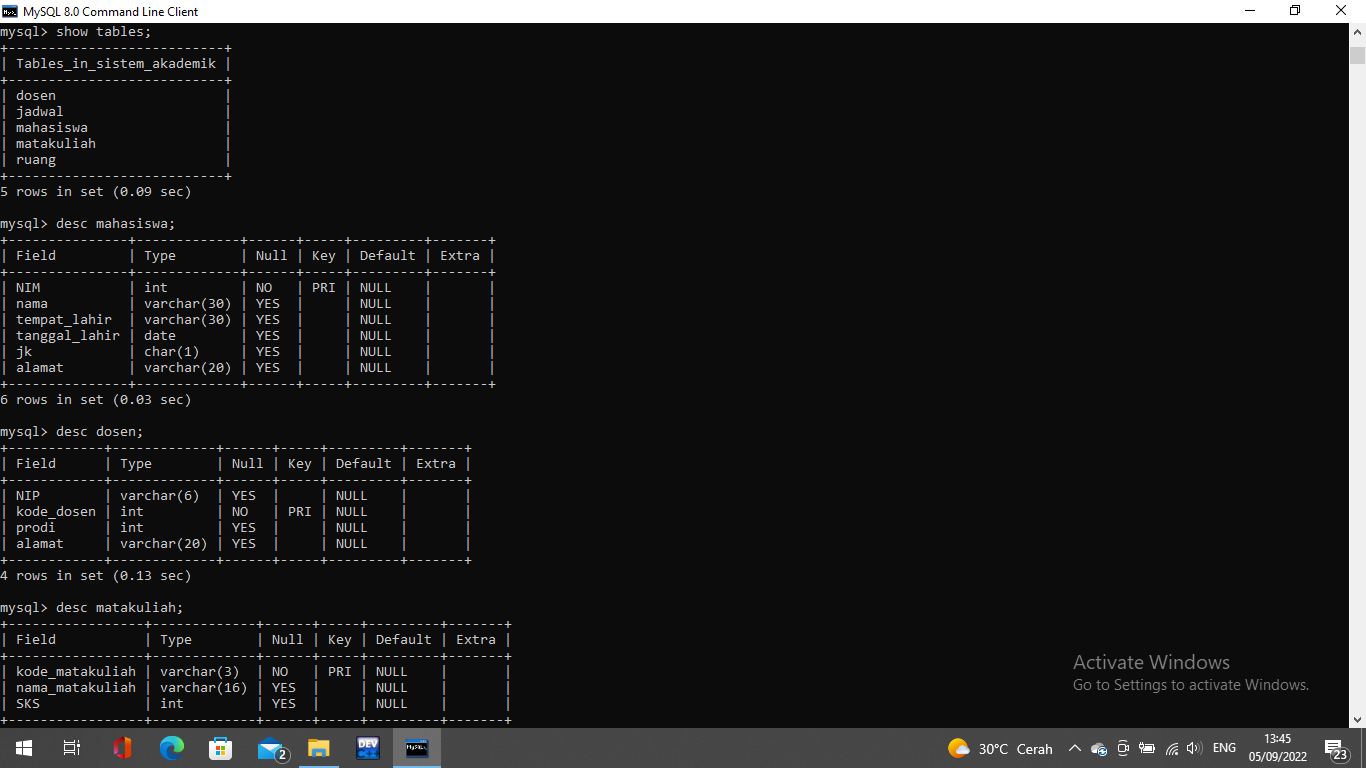 MySQL 8.0 Command Line Client
mysql> show tables;
+---------------------------+
| Tables_in_sistem_akademik |
+---------------------------+
| dosen                     |
| jadwal                    |
| mahasiswa                 |
| matakuliah                |
| ruang                     |
+---------------------------+
5 rows in set (0.09 sec)
mysql> desc mahasiswa;
+---------------+-------------+------+-----+---------+-------+
| Field         | Type        | Null | Key | Default | Extra |
+---------------+-------------+------+-----+---------+-------+
| NIM           | int         | NO   | PRI | NULL    |       |
| nama          | varchar(30) | YES  |     | NULL    |       |
| tempat_lahir  | varchar(30) | YES  |     | NULL    |       |
| tanggal_lahir | date        | YES  |     | NULL    |       |
| jk            | char(1)     | YES  |     | NULL    |       |
| alamat        | varchar(20) | YES  |     | NULL    |       |
+---------------+-------------+------+-----+---------+-------+
6 rows in set (0.03 sec)
mysql> desc dosen;
+------------+-------------+------+-----+---------+-------+
| Field      | Type        | Null | Key | Default | Extra |
+------------+-------------+------+-----+---------+-------+
| NIP        | varchar(6)  | YES  |     | NULL    |       |
| kode_dosen | int         | NO   | PRI | NULL    |       |
| prodi      | int         | YES  |     | NULL    |       |
| alamat     | varchar(20) | YES  |     | NULL    |       |
+------------+-------------+------+-----+---------+-------+
4 rows in set (0.13 sec)
mysql> desc matakuliah;
+-----------------+-------------+------+-----+---------+-------+
| Field           | Type        | Null | Key | Default | Extra |
+-----------------+-------------+------+-----+---------+-------+
| kode_matakuliah | varchar(3)  | NO   | PRI | NULL    |       |
| nama_matakuliah | varchar(16) | YES  |     | NULL    |       |
| SKS             | int         | YES  |     | NULL    |       |
+-----------------+-------------+------+-----+---------+-------+
Activate Windows
Go to Settings to activate Windows.
2
DEV
30°C Cerah
ENG
13:45
05/09/2022
23